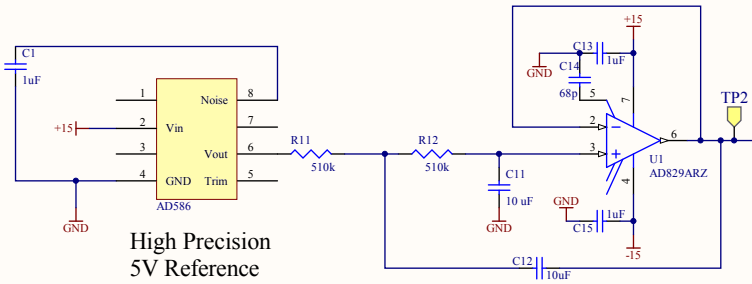 C1
1uF
+15
GND
1
2
3
4
Noise
Vin
Vout
GND
Trim
8
7
6
5
AD586
High Precision
5V Reference
R11
510k
R12
510k
C11
10 uF
C12
10uF
GND
GND
C13
1uF
C14
68p
5
+15
7
2
3
6
4
U1
AD829ARZ
TP2
GND
C15
1uF
-15